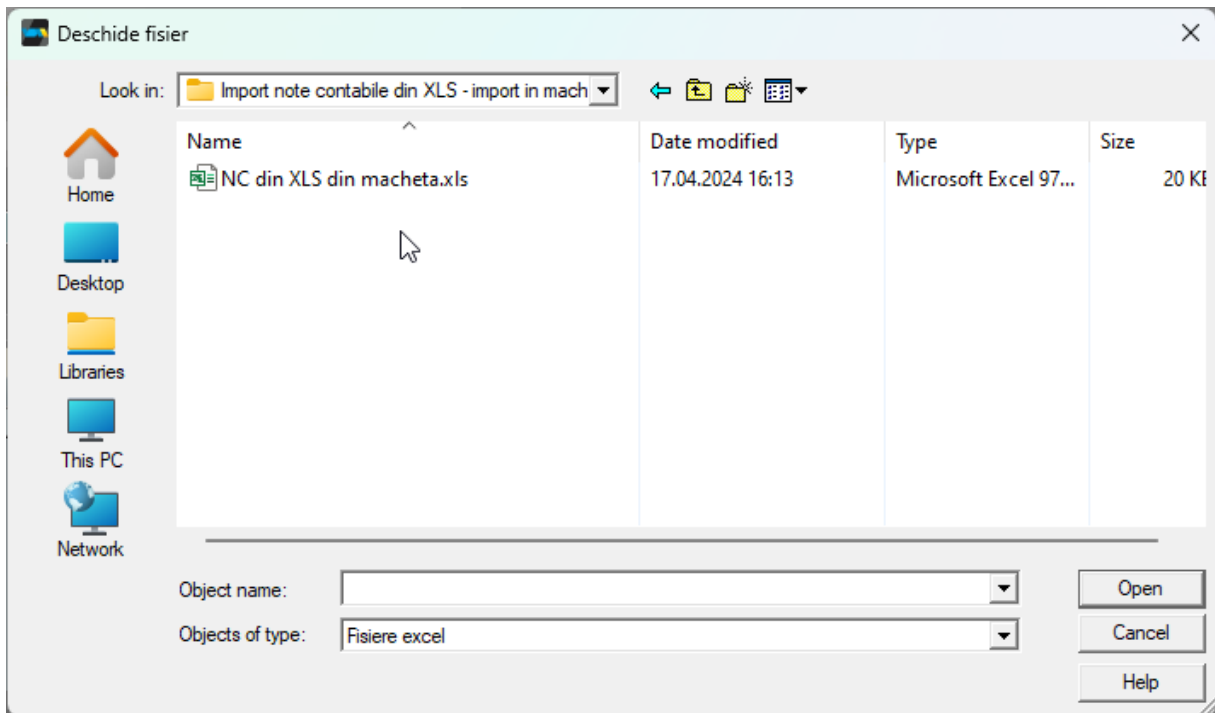 Deschide fisier
Look in: Import note contabile din XLS - import in mach
Name Date modified Type Size
NC din XLS din macheta.xls 17.04.2024 16:13 Microsoft Excel 97... 20 KE
Home
Desktop
Libraries
This PC
Network
Object name: Open
Objects of type: Fisiere excel Cancel
Help